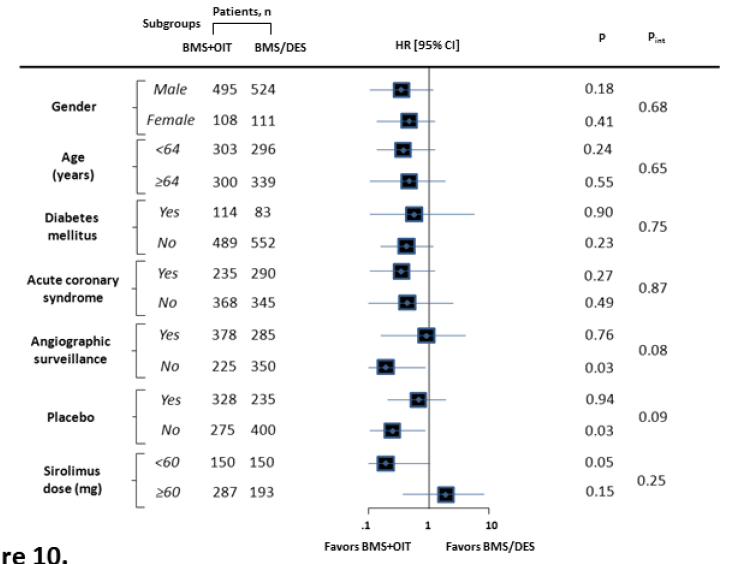 Patients, n
Subgroups
BMS+OIT BMS/DES HR [95% CI] P Pint
Gender
Male 495 524 0.18
0.68
Female 108 111 0.41
Age
(years)
<64 303 296 0.24
0.65
≥64 300 339 0.55
Diabetes
mellitus
Yes 114 83 0.90
0.75
No 489 552 0.23
Acute coronary
syndrome
Yes 235 290 0.27
0.87
No 368 345 0.49
Angiographic
surveillance
Yes 378 285 0.76
0.08
No 225 350 0.03
Placebo
Yes 328 235 0.94
0.09
No 275 400 0.03
Sirolimus
dose (mg)
<60 150 150 0.05
0.25
≥60 287 193 0.15
.1 1 10
Favors BMS+OIT Favors BMS/DES
re 10.